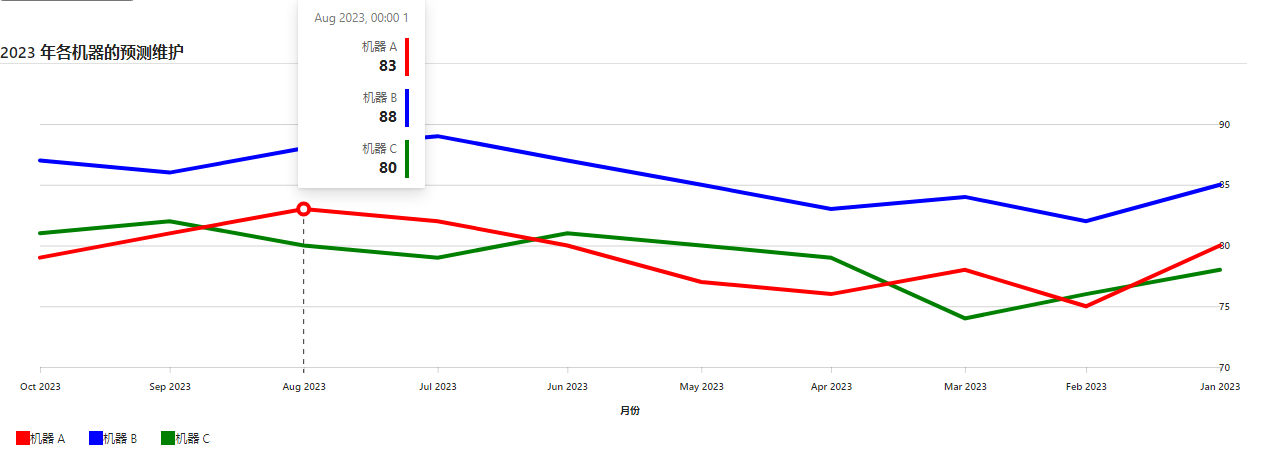 Aug 2023, 00:00 1
机器 A
83
机器 B
88
机器 C
80
2023 年各机器的预测维护
90
85
80
75
70
Oct 2023 Sep 2023 Aug 2023 Jul 2023 Jun 2023 May 2023 Apr 2023 Mar 2023 Feb 2023 Jan 2023
月份
机器 A 机器 B 机器 C